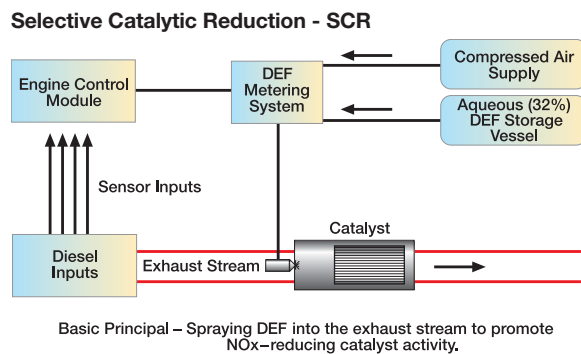 Selective Catalytic Reduction - SCR
Engine Control
Module
DEF
Metering
System
Compressed Air
Supply
Aqueous (32%)
DEF Storage
Vessel
Sensor Inputs
Diesel
Inputs
Exhaust Stream
Catalyst
Basic Principal – Spraying DEF into the exhaust stream to promote
NOx–reducing catalyst activity.